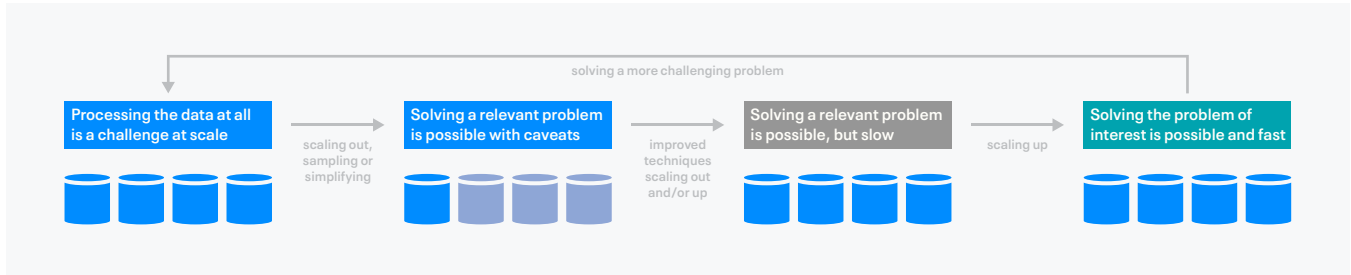 solving a more challenging problem
Processing the data at all
is a challenge at scale
scaling out,
sampling or
simplifying
Solving a relevant problem
is possible with caveats
improved
techniques
scaling out
and/or up
Solving a relevant problem
is possible, but slow
scaling up
Solving the problem of
interest is possible and fast